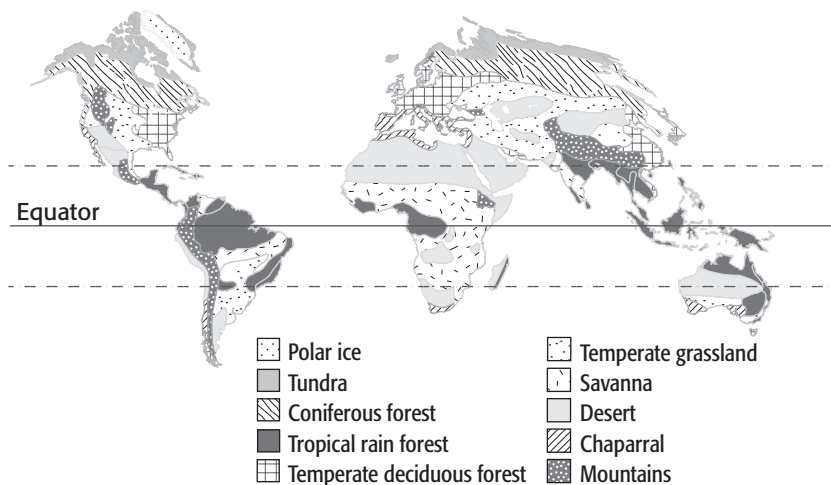 Equator
Polar ice
Tundra
Coniferous forest
Tropical rain forest
Temperate deciduous forest
Temperate grassland
Savanna
Desert
Chaparral
Mountains